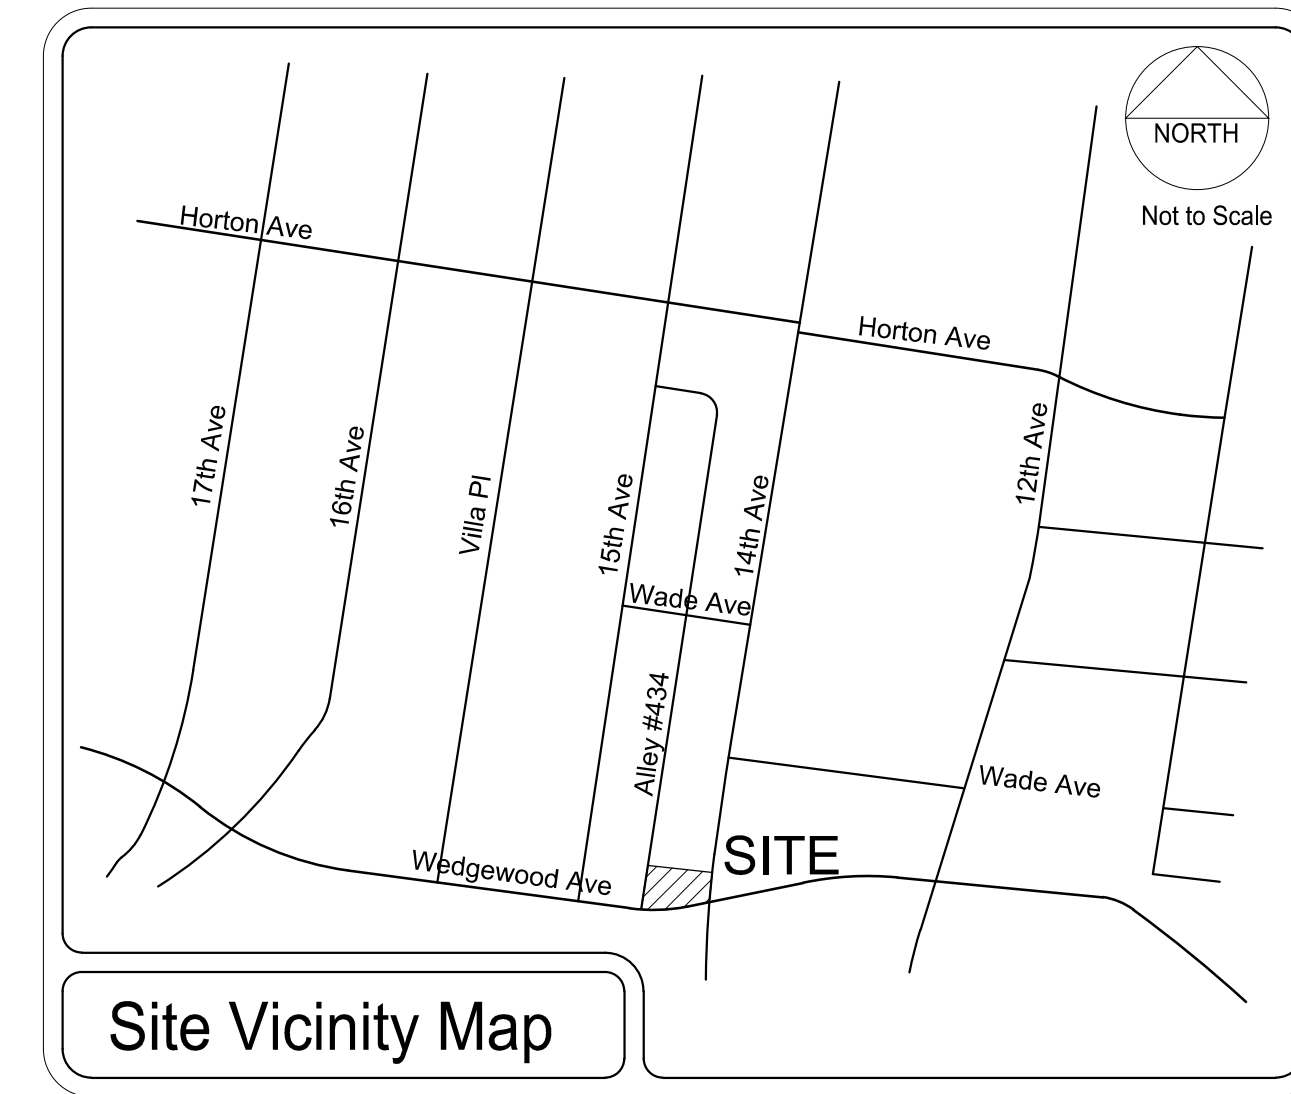 NORTH
Not to Scale
Horton Ave
Horton Ave
17th Ave
16th Ave
Villa Pl
15th Ave
14th Ave
12th Ave
Wade Ave
Alley #434
Wade Ave
SITE
Wedgewood Ave
Site Vicinity Map